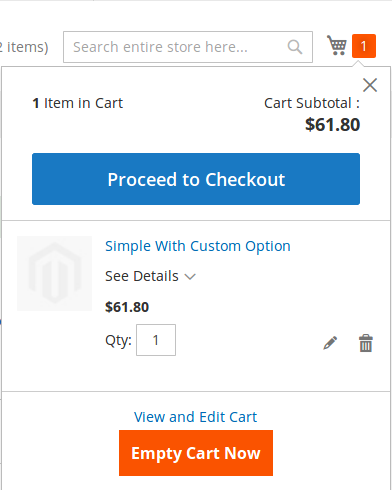 2 items)
Search entire store here...
1
1 Item in Cart
Cart Subtotal :
$61.80
Proceed to Checkout
Simple With Custom Option
See Details
$61.80
Qty: 1
View and Edit Cart
Empty Cart Now